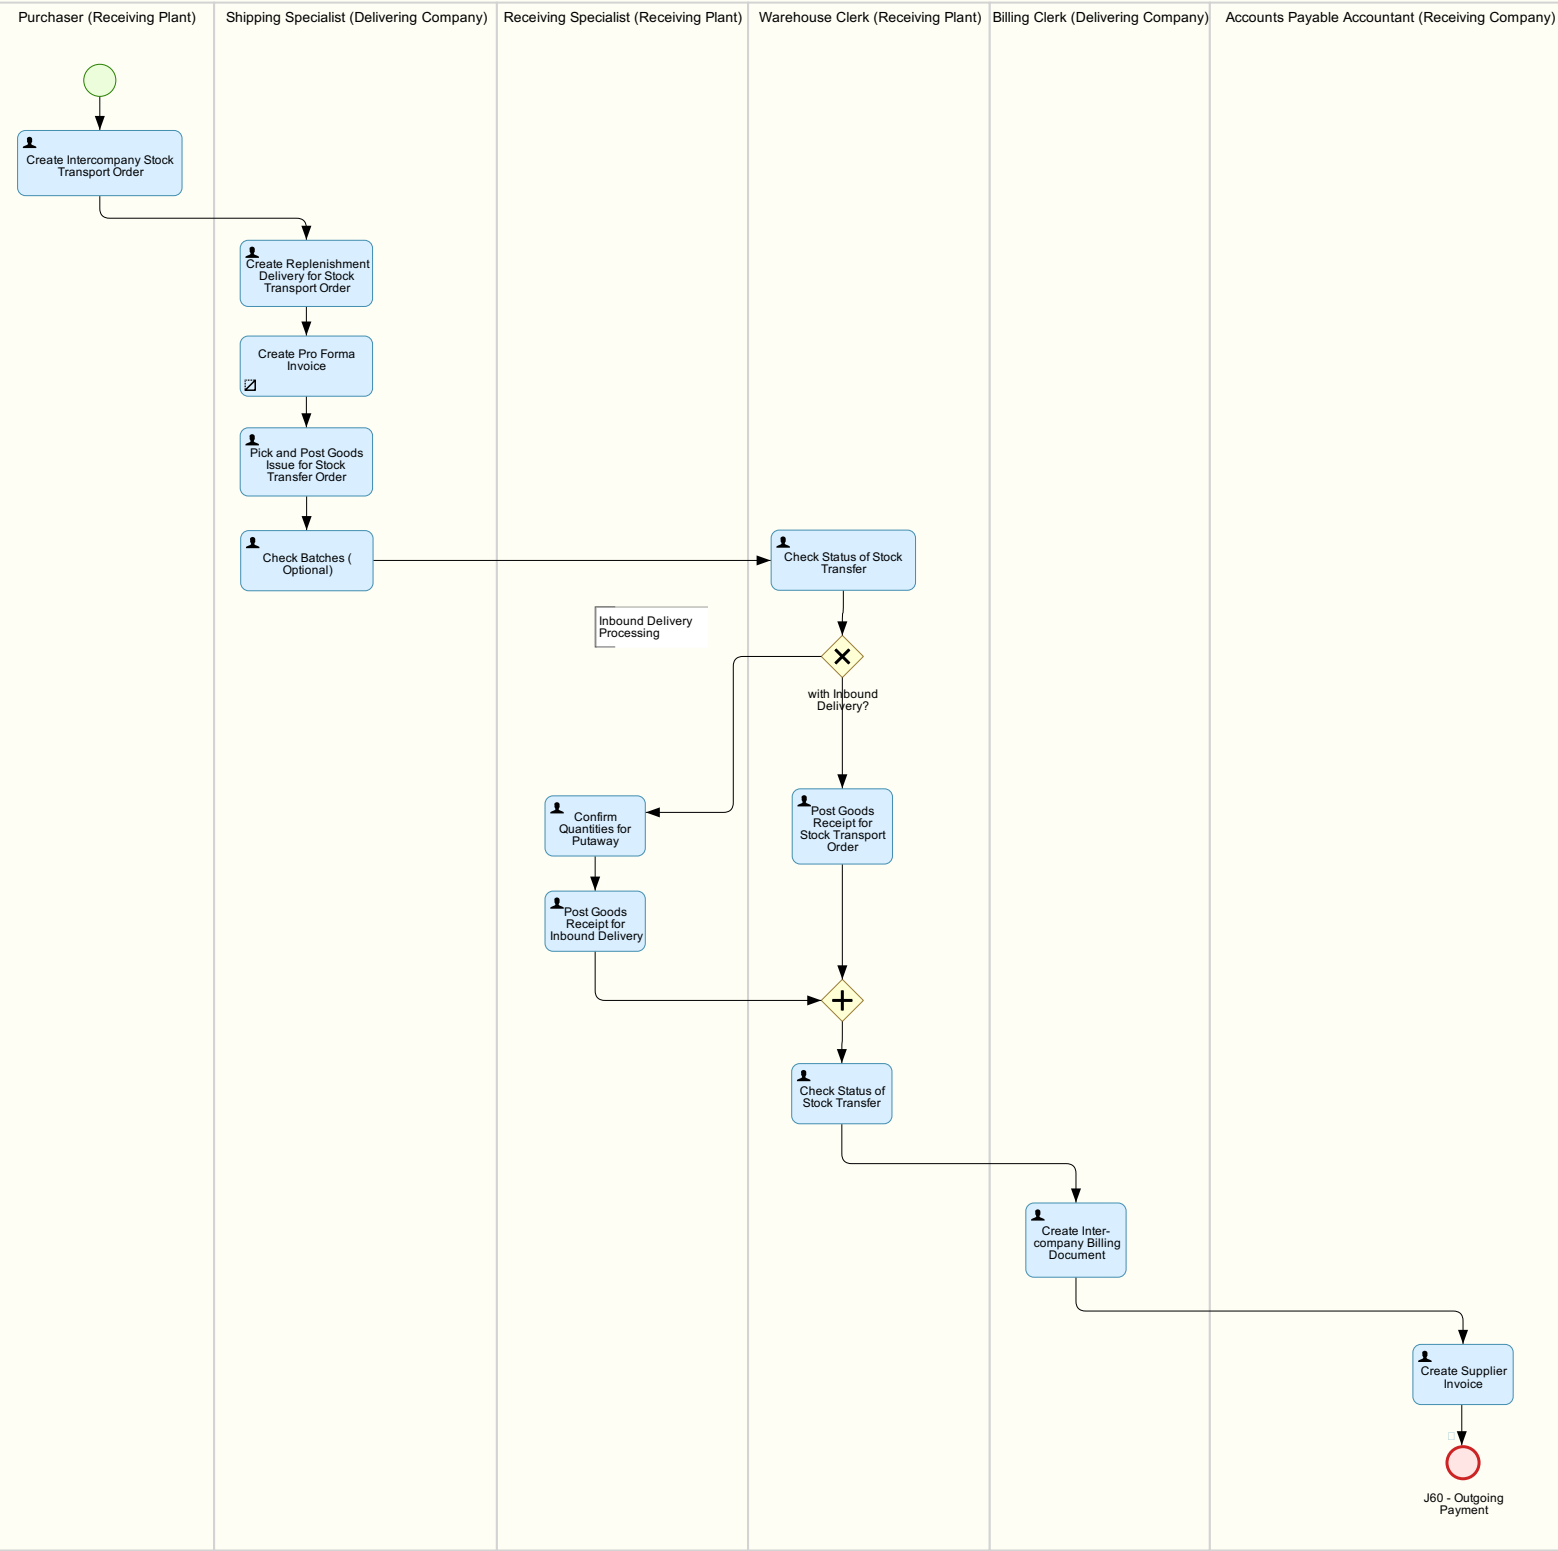 Purchaser (Receiving Plant)
Shipping Specialist (Delivering Company)
Receiving Specialist (Receiving Plant)
Warehouse Clerk (Receiving Plant)
Billing Clerk (Delivering Company)
Accounts Payable Accountant (Receiving Company)
Create Intercompany Stock
Transport Order
Create Replenishment
Delivery for Stock
Transport Order
Create Pro Forma
Invoice
Pick and Post Goods
Issue for Stock
Transfer Order
Check Batches (
Optional)
Check Status of Stock
Transfer
Inbound Delivery
Processing
with Inbound
Delivery?
Confirm
Quantities for
Putaway
Post Goods
Receipt for
Stock Transport
Order
Post Goods
Receipt for
Inbound Delivery
Check Status of
Stock Transfer
Create Inter-
company Billing
Document
Create Supplier
Invoice
J60 - Outgoing
Payment